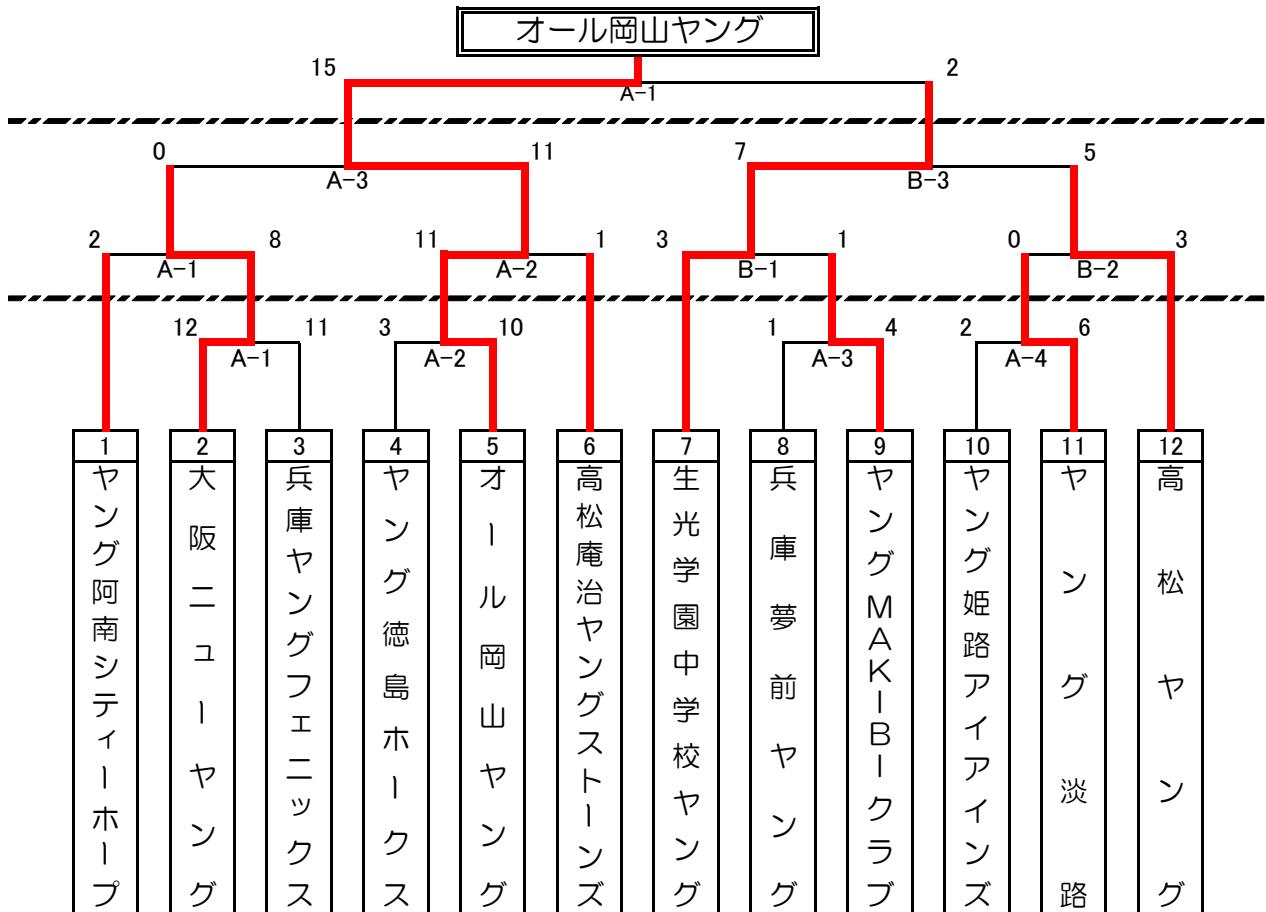 オール岡山ヤング
15
2
A-1
0
11
7
5
A-3
B-3
2
8
11
1
3
1
0
3
A-1
A-2
B-1
B-2
12
11
3
10
1
4
2
6
A-1
A-2
A-3
A-4
1
ヤング阿南シティーホープ
2
大阪ニューヤング
3
兵庫ヤングフェニックス
4
ヤング徳島ホークス
5
オール岡山ヤング
6
高松庵治ヤングストーンズ
7
生光学園中学校ヤング
8
兵庫夢前ヤング
9
ヤングMAKIBIクラブ
10
ヤング姫路アイアインズ
11
ヤング淡路
12
高松ヤング